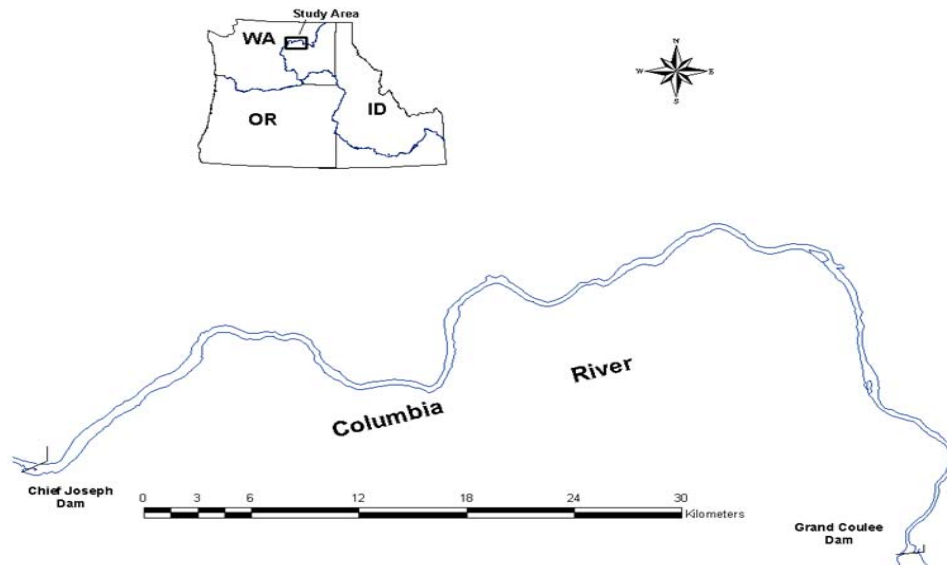 Study Area
WA
OR
ID
N
W E
S
Columbia
River
Chief Joseph
Dam
0 3 6 12 18 24 30
Kilometers
Grand Coulee
Dam